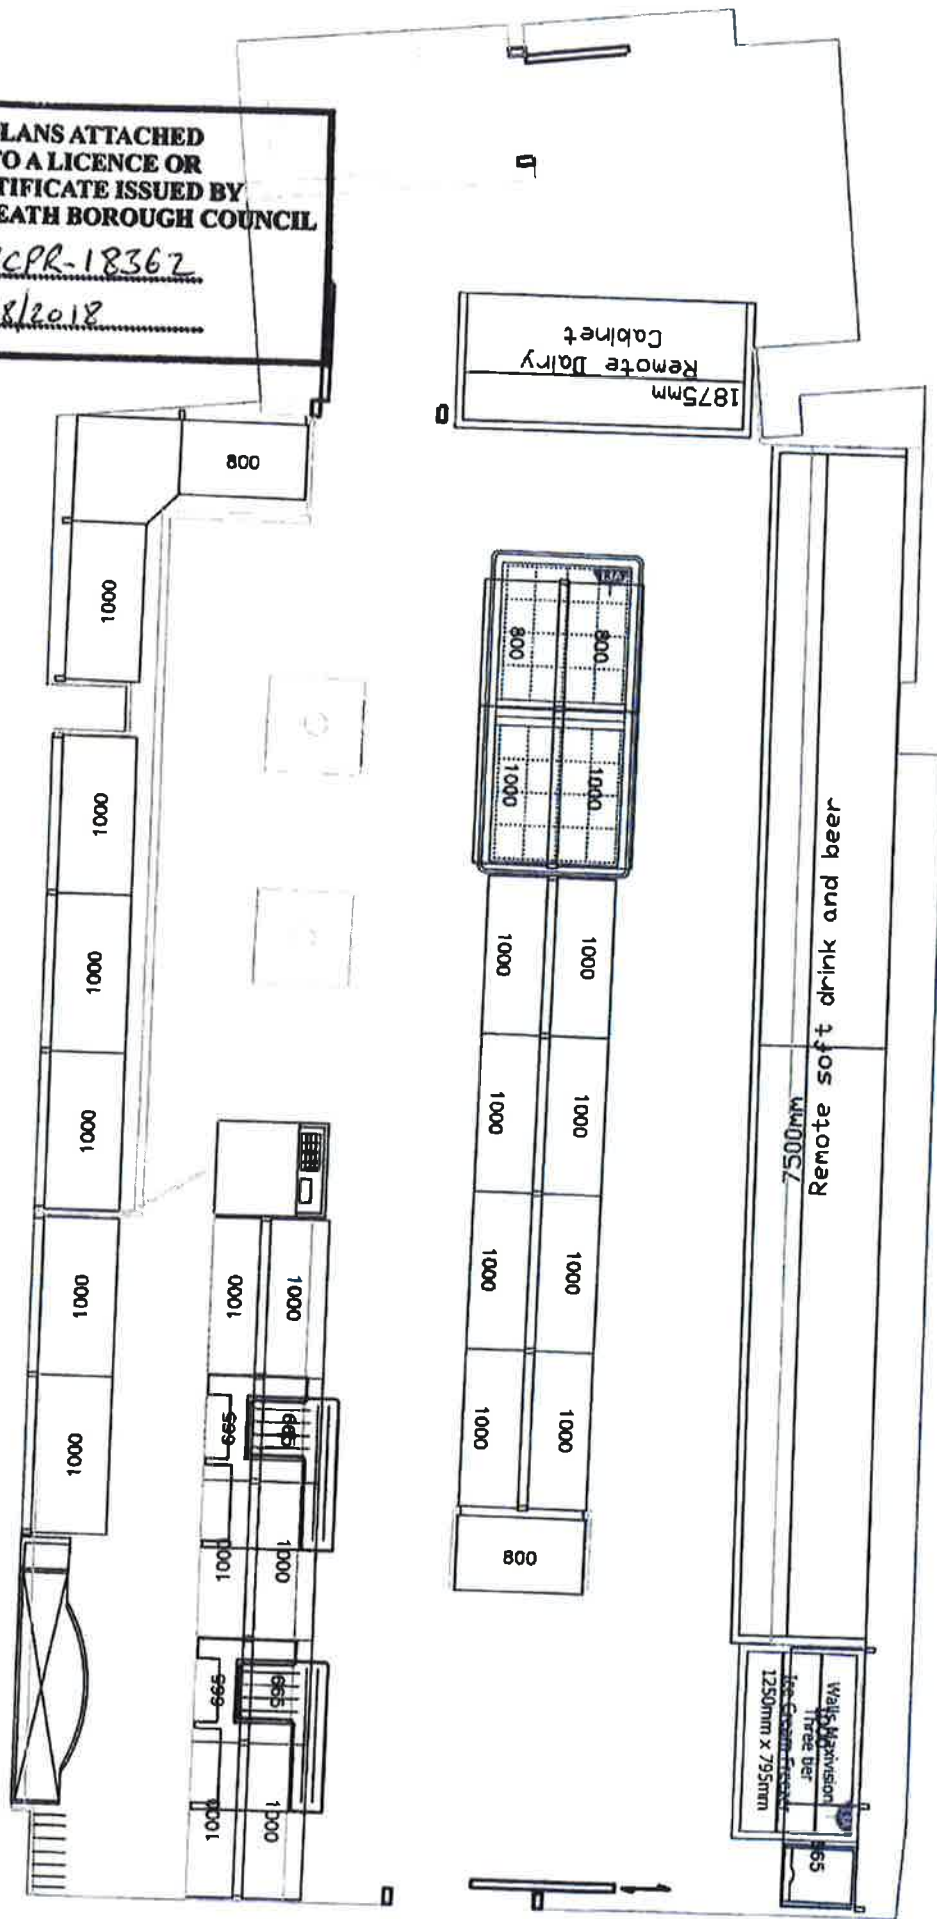 LANS ATTACHED
TO A LICENCE OR
TIFICATE ISSUED BY
EATH BOROUGH COUNCIL
CPR-18362
8/2018
1875mm
Remote Dairy
Cabinet
800
1000
1000
1000
1000
1000
1000
800
800
1000
1000
1000
1000
1000
1000
1000
1000
1000
1000
800
1000
1000
665
665
1000
1000
665
665
1000
1000
Remote soft drink and beer
7500mm
Walls Maxivision
Three tier
Ice Cream Freezer
1250mm x 795mm